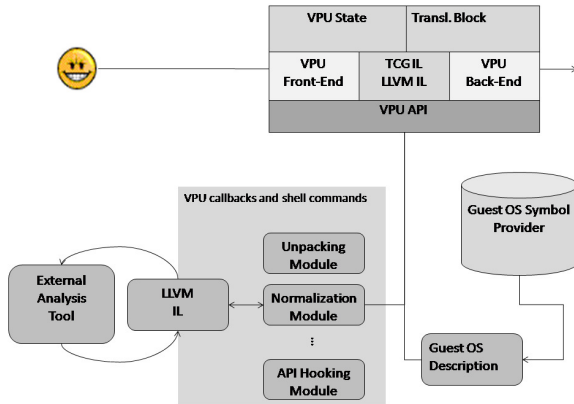 VPU State
Transl. Block
VPU
Front-End
TCG IL
LLVM IL
VPU
Back-End
VPU API
VPU callbacks and shell commands
Guest OS Symbol
Provider
Unpacking
Module
External
Analysis
Tool
LLVM
IL
Normalization
Module
...
Guest OS
Description
API Hooking
Module